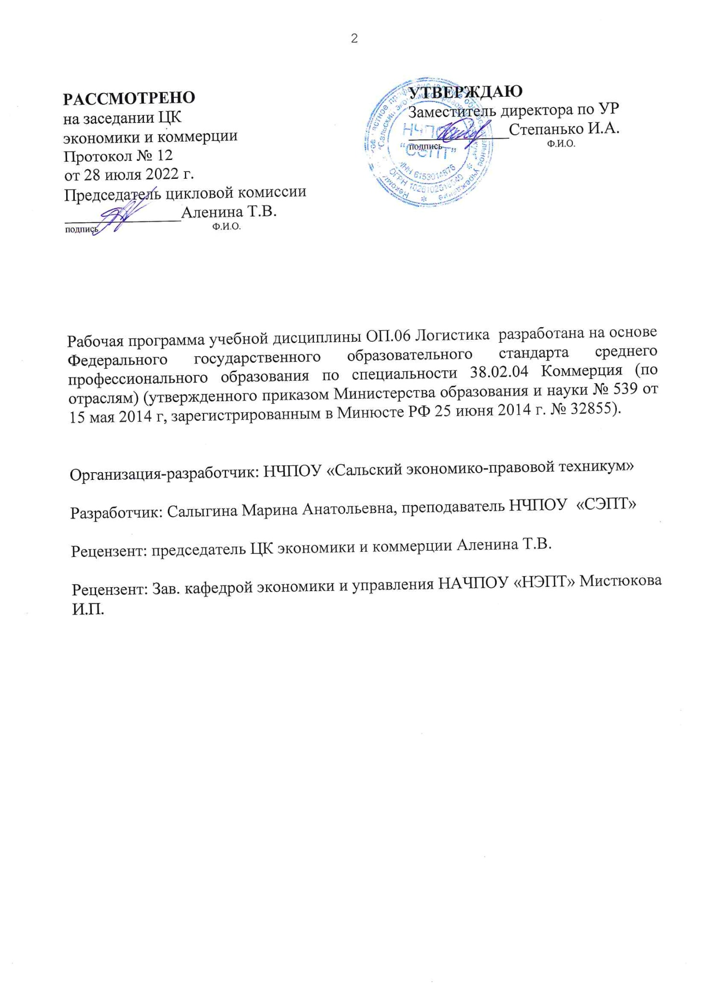 2
РАССМОТРЕНО
на заседании ЦК
экономики и коммерции
Протокол № 12
от 28 июля 2022 г.
Председатель цикловой комиссии
Аленина Т.В.
подпись Ф.И.О.
УТВЕРЖДАЮ
Заместитель директора по УР
Степанько И.А.
подпись Ф.И.О.
НЧПОУ
"СЭПТ"
ИНН 6153014876
ОГРН
Рабочая программа учебной дисциплины ОП.06 Логистика разработана на основе
Федерального государственного образовательного стандарта среднего
профессионального образования по специальности 38.02.04 Коммерция (по
отраслям) (утвержденного приказом Министерства образования и науки № 539 от
15 мая 2014 г, зарегистрированным в Минюсте РФ 25 июня 2014 г. № 32855).
Организация-разработчик: НЧПОУ «Сальский экономико-правовой техникум»
Разработчик: Салыгина Марина Анатольевна, преподаватель НЧПОУ «СЭПТ»
Рецензент: председатель ЦК экономики и коммерции Аленина Т.В.
Рецензент: Зав. кафедрой экономики и управления НАЧПОУ «НЭПТ» Мистюкова
И.П.